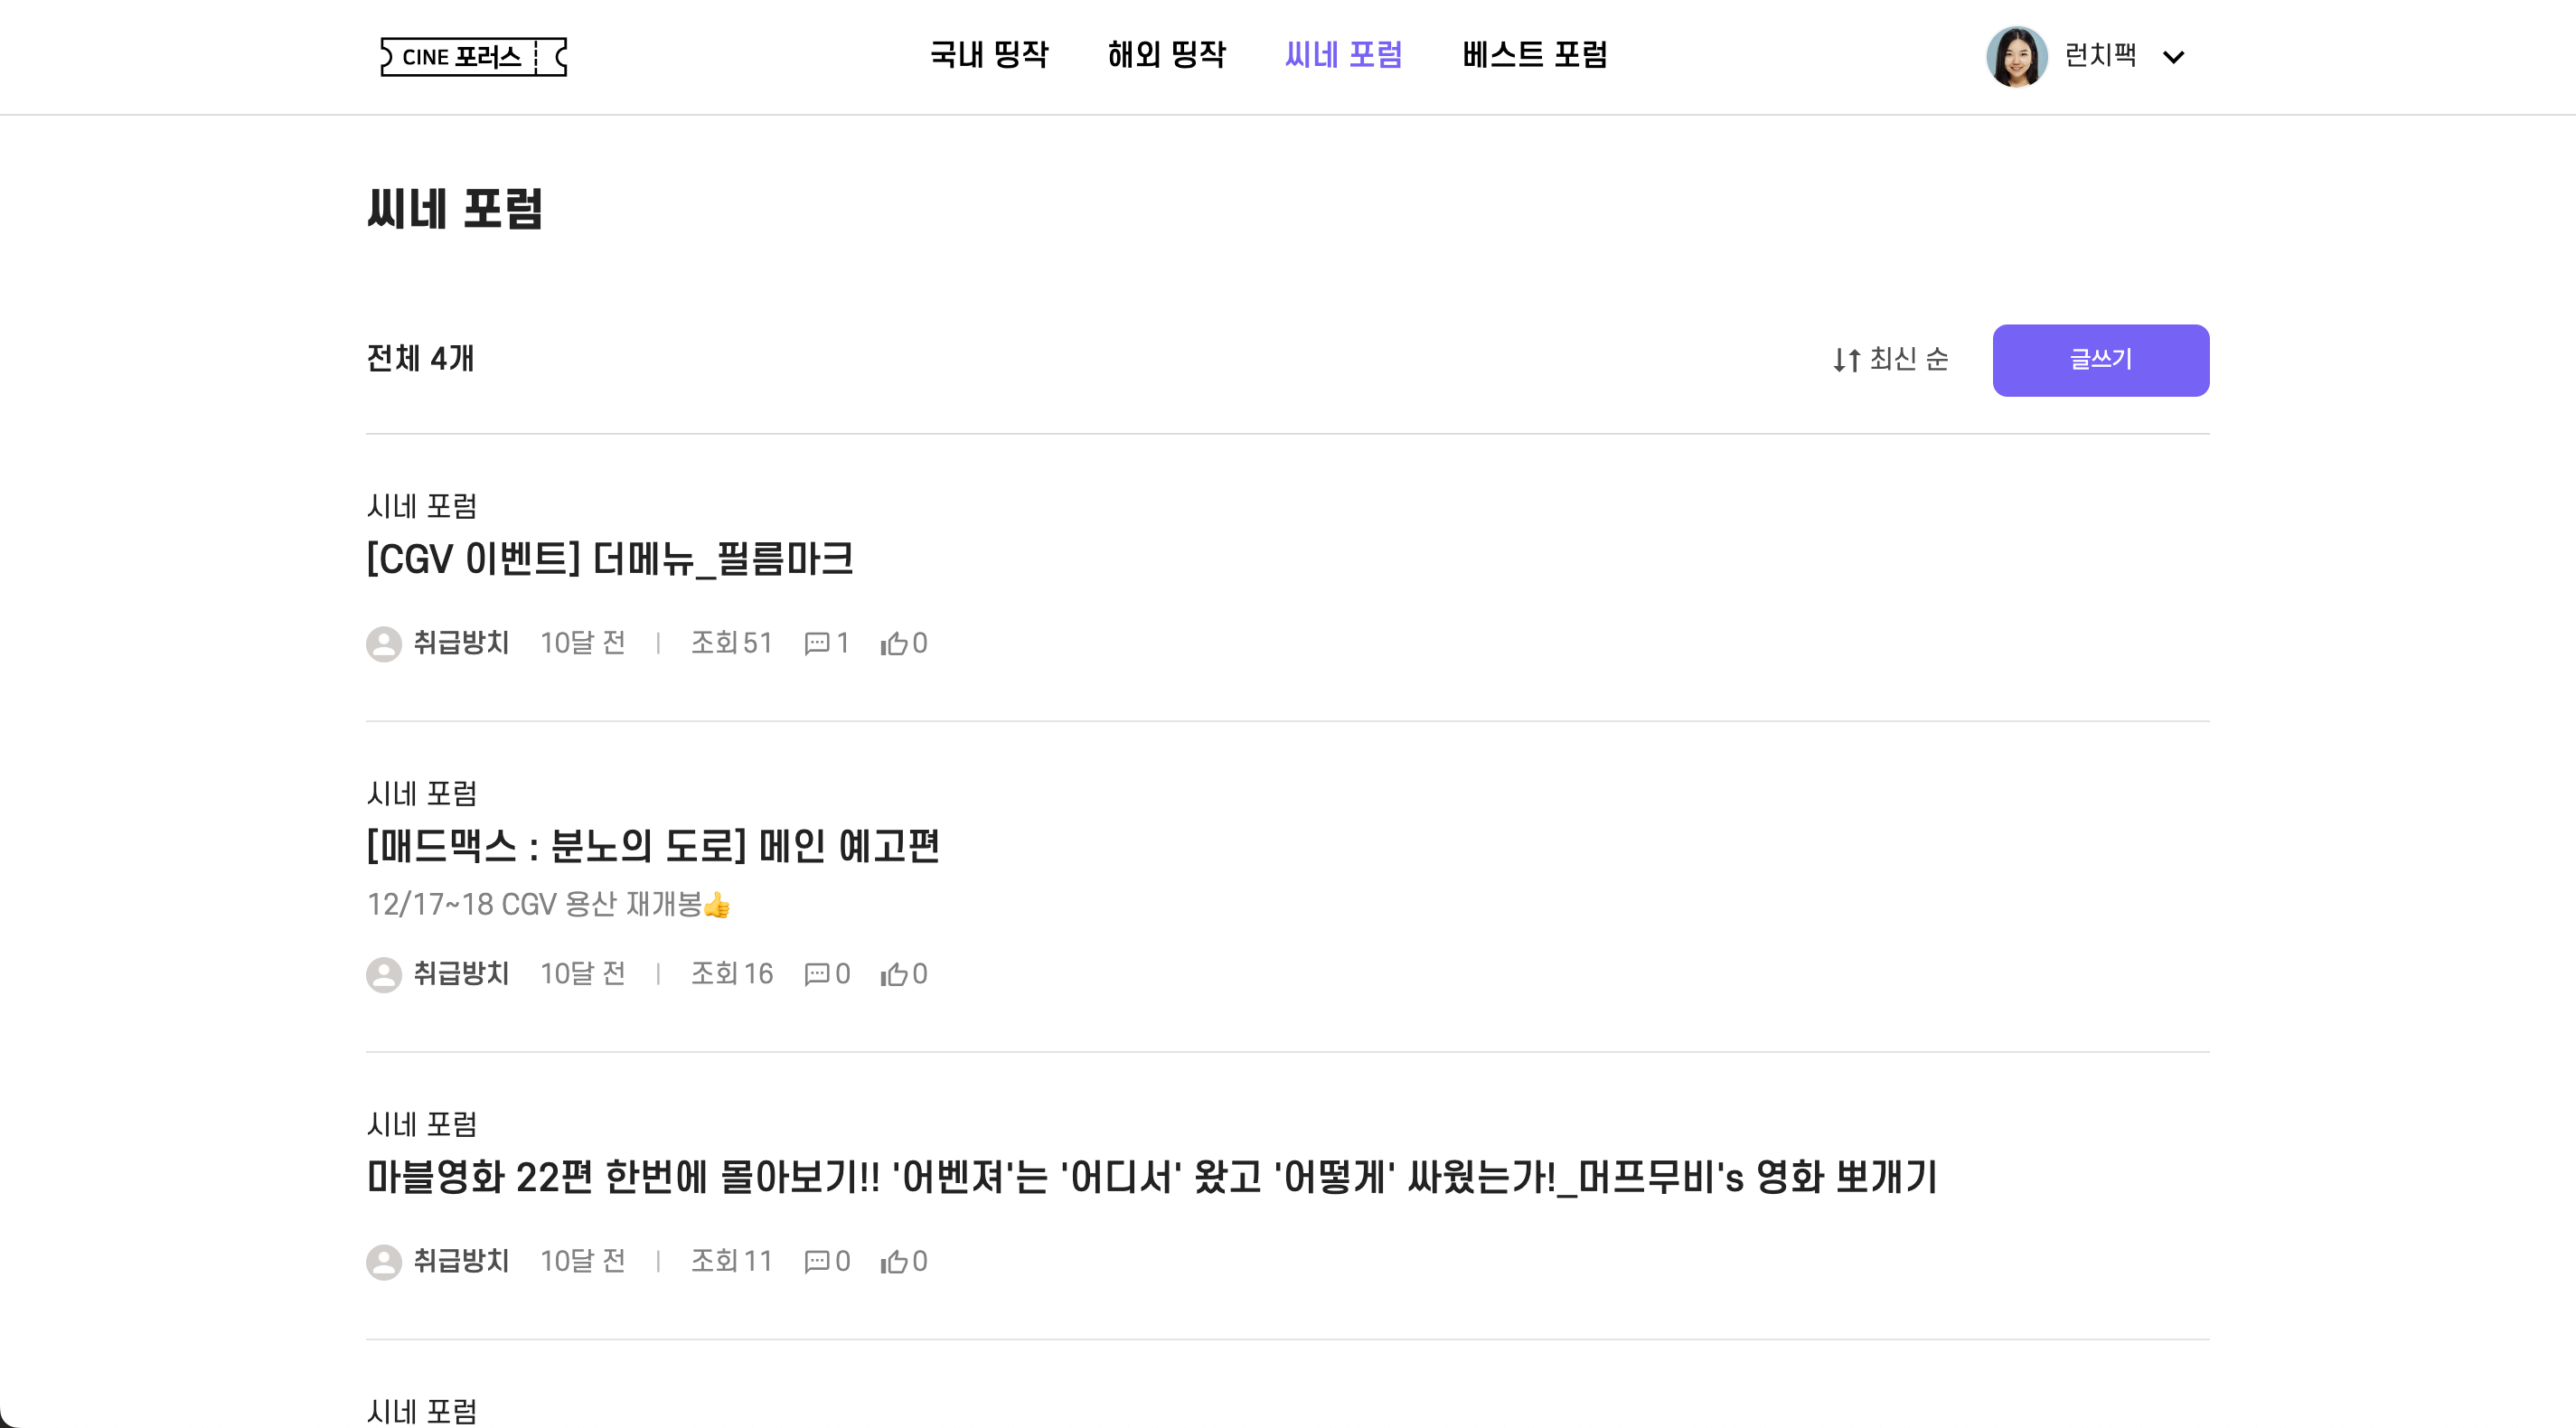 CINE 포러스
국내 띵작 해외 띵작 씨네 포럼 베스트 포럼
런치팩
씨네 포럼
전체 4개
최신 순
글쓰기
시네 포럼
[CGV 이벤트] 더메뉴_필름마크
취급방치 10달 전 | 조회 51 1 0
시네 포럼
[매드맥스 : 분노의 도로] 메인 예고편
12/17~18 CGV 용산 재개봉👍
취급방치 10달 전 | 조회 16 0 0
시네 포럼
마블영화 22편 한번에 몰아보기!! '어벤져'는 '어디서' 왔고 '어떻게' 싸웠는가!_머프무비's 영화 뽀개기
취급방치 10달 전 | 조회 11 0 0
시네 포럼